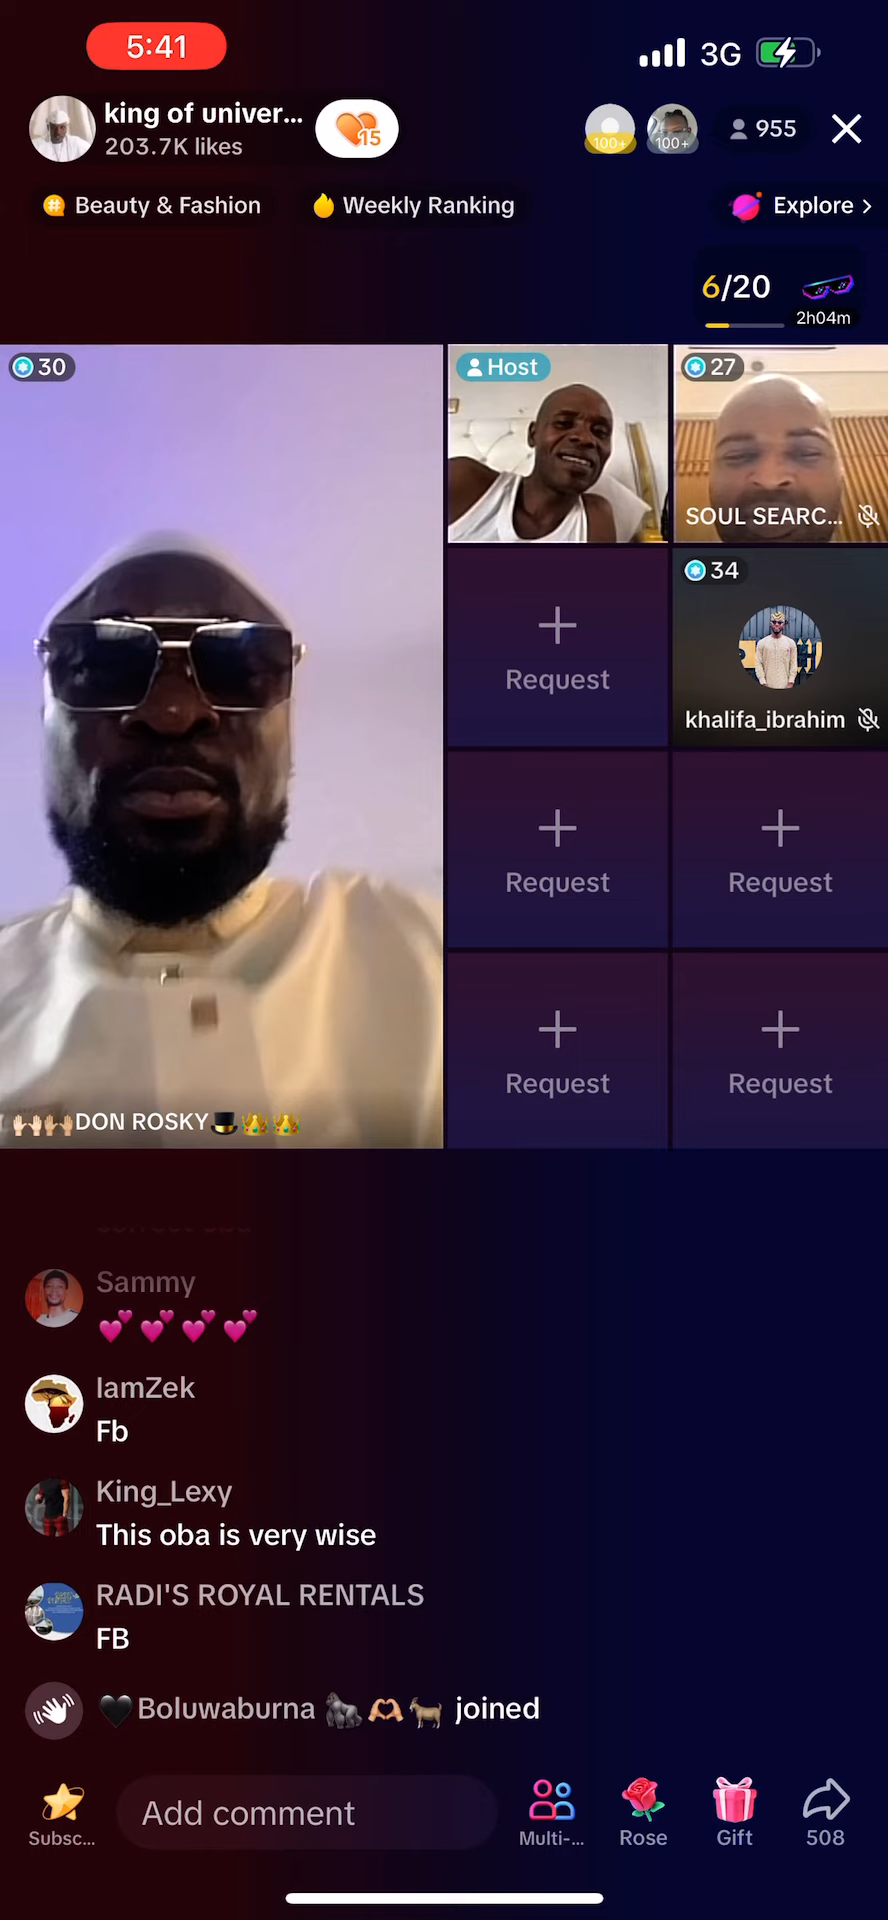 5:41
3G
king of univer...
203.7K likes
15
100+
100+
955
Beauty & Fashion
Weekly Ranking
Explore >
6/20
2h04m
30
Host
27
SOUL SEARC...
Request
34
khalifa_ibrahim
Request
Request
Request
Request
🙌🏻🙌🏼🙌🏽DON ROSKY🎩👑👑
Sammy
💕💕💕💕
IamZek
Fb
King_Lexy
This oba is very wise
RADI'S ROYAL RENTALS
FB
🖤Boluwaburna 🦍🫶🏼🐐 joined
Subsc...
Add comment
Multi-...
Rose
Gift
508